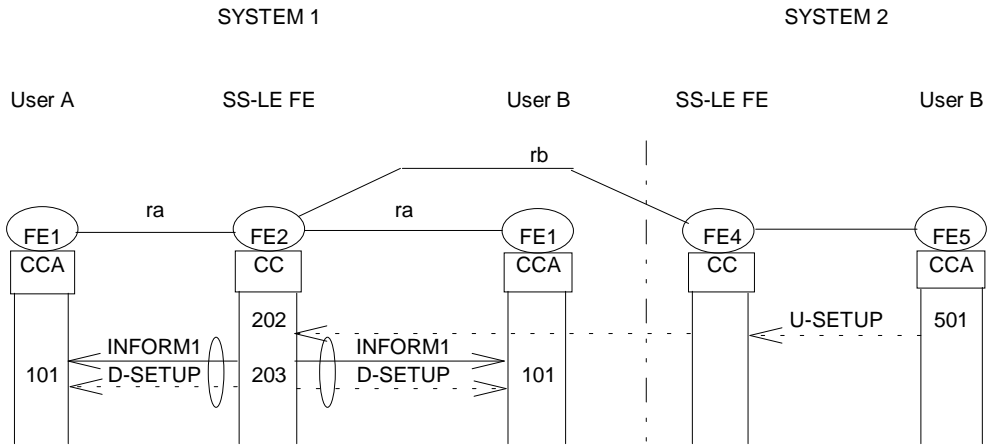 SYSTEM 1 SYSTEM 2
User A SS-LE FE User B SS-LE FE User B
rb
ra ra
FE1 FE2 FE1 FE4 FE5
CCA CC CCA CC CCA
202 U-SETUP 501
INFORM1 INFORM1
101 D-SETUP 203 D-SETUP 101